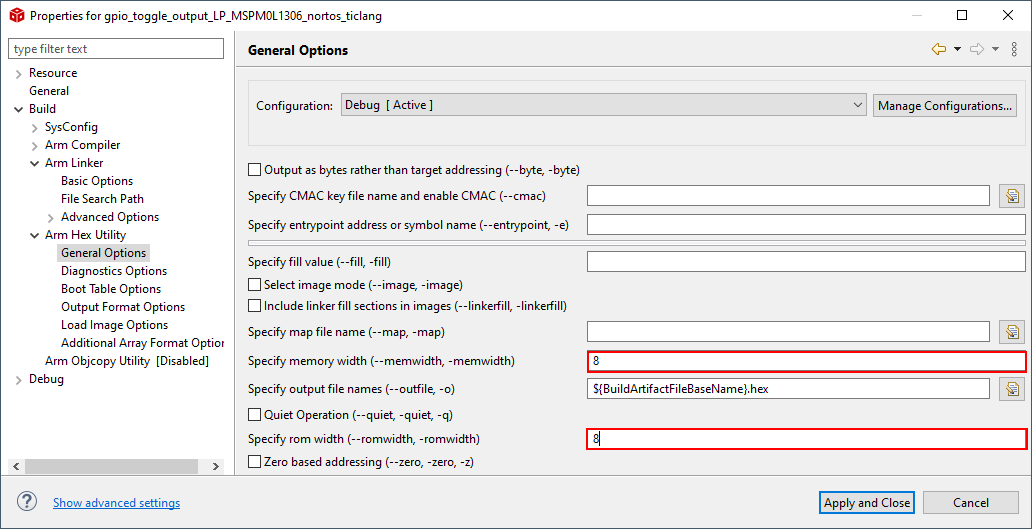 Properties for gpio_toggle_output_LP_MSPM0L1306_nortos_ticlang
type filter text
Resource
General
Build
SysConfig
Arm Compiler
Arm Linker
Basic Options
File Search Path
Advanced Options
Arm Hex Utility
General Options
Diagnostics Options
Boot Table Options
Output Format Options
Load Image Options
Additional Array Format Option
Arm Objcopy Utility [Disabled]
Debug
General Options
Configuration: Debug [ Active ] Manage Configurations...
Output as bytes rather than target addressing (--byte, -byte)
Specify CMAC key file name and enable CMAC (--cmac)
Specify entrypoint address or symbol name (--entrypoint, -e)
Specify fill value (--fill, -fill)
Select image mode (--image, -image)
Include linker fill sections in images (--linkerfill, -linkerfill)
Specify map file name (--map, -map)
Specify memory width (--memwidth, -memwidth) 8
Specify output file names (--outfile, -o) ${BuildArtifactFileBaseName}.hex
Quiet Operation (--quiet, -quiet, -q)
Specify rom width (--romwidth, -romwidth) 8
Zero based addressing (--zero, -zero, -z)
? Show advanced settings Apply and Close Cancel